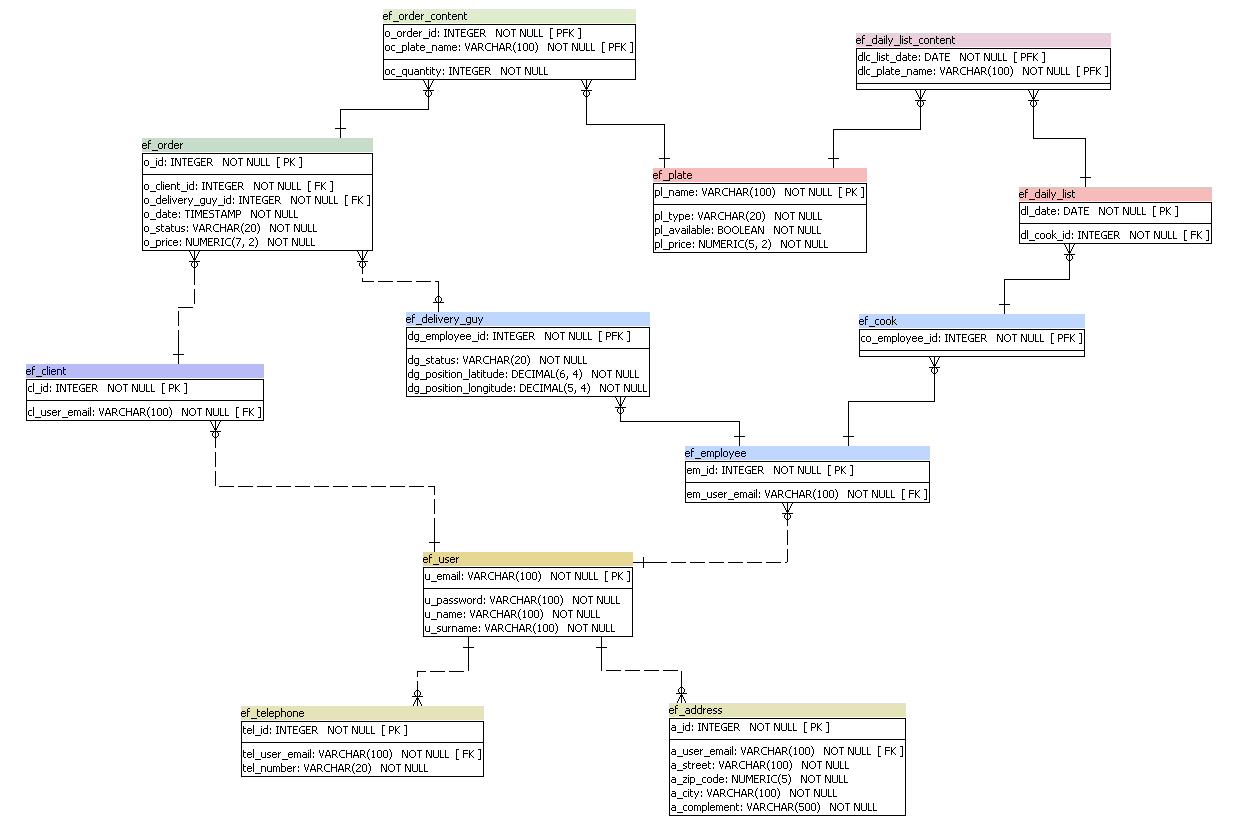 ef_order_content
o_order_id: INTEGER NOT NULL [ PFK ]
oc_plate_name: VARCHAR(100) NOT NULL [ PFK ]
oc_quantity: INTEGER NOT NULL
ef_daily_list_content
dlc_list_date: DATE NOT NULL [ PFK ]
dlc_plate_name: VARCHAR(100) NOT NULL [ PFK ]
ef_order
o_id: INTEGER NOT NULL [ PK ]
o_client_id: INTEGER NOT NULL [ FK ]
o_delivery_guy_id: INTEGER NOT NULL [ FK ]
o_date: TIMESTAMP NOT NULL
o_status: VARCHAR(20) NOT NULL
o_price: NUMERIC(7, 2) NOT NULL
ef_plate
pl_name: VARCHAR(100) NOT NULL [ PK ]
pl_type: VARCHAR(20) NOT NULL
pl_available: BOOLEAN NOT NULL
pl_price: NUMERIC(5, 2) NOT NULL
ef_daily_list
dl_date: DATE NOT NULL [ PK ]
dl_cook_id: INTEGER NOT NULL [ FK ]
ef_delivery_guy
dg_employee_id: INTEGER NOT NULL [ PFK ]
dg_status: VARCHAR(20) NOT NULL
dg_position_latitude: DECIMAL(6, 4) NOT NULL
dg_position_longitude: DECIMAL(5, 4) NOT NULL
ef_cook
co_employee_id: INTEGER NOT NULL [ PFK ]
ef_client
cl_id: INTEGER NOT NULL [ PK ]
cl_user_email: VARCHAR(100) NOT NULL [ FK ]
ef_employee
em_id: INTEGER NOT NULL [ PK ]
em_user_email: VARCHAR(100) NOT NULL [ FK ]
ef_user
u_email: VARCHAR(100) NOT NULL [ PK ]
u_password: VARCHAR(100) NOT NULL
u_name: VARCHAR(100) NOT NULL
u_surname: VARCHAR(100) NOT NULL
ef_telephone
tel_id: INTEGER NOT NULL [ PK ]
tel_user_email: VARCHAR(100) NOT NULL [ FK ]
tel_number: VARCHAR(20) NOT NULL
ef_address
a_id: INTEGER NOT NULL [ PK ]
a_user_email: VARCHAR(100) NOT NULL [ FK ]
a_street: VARCHAR(100) NOT NULL
a_zip_code: NUMERIC(5) NOT NULL
a_city: VARCHAR(100) NOT NULL
a_complement: VARCHAR(500) NOT NULL